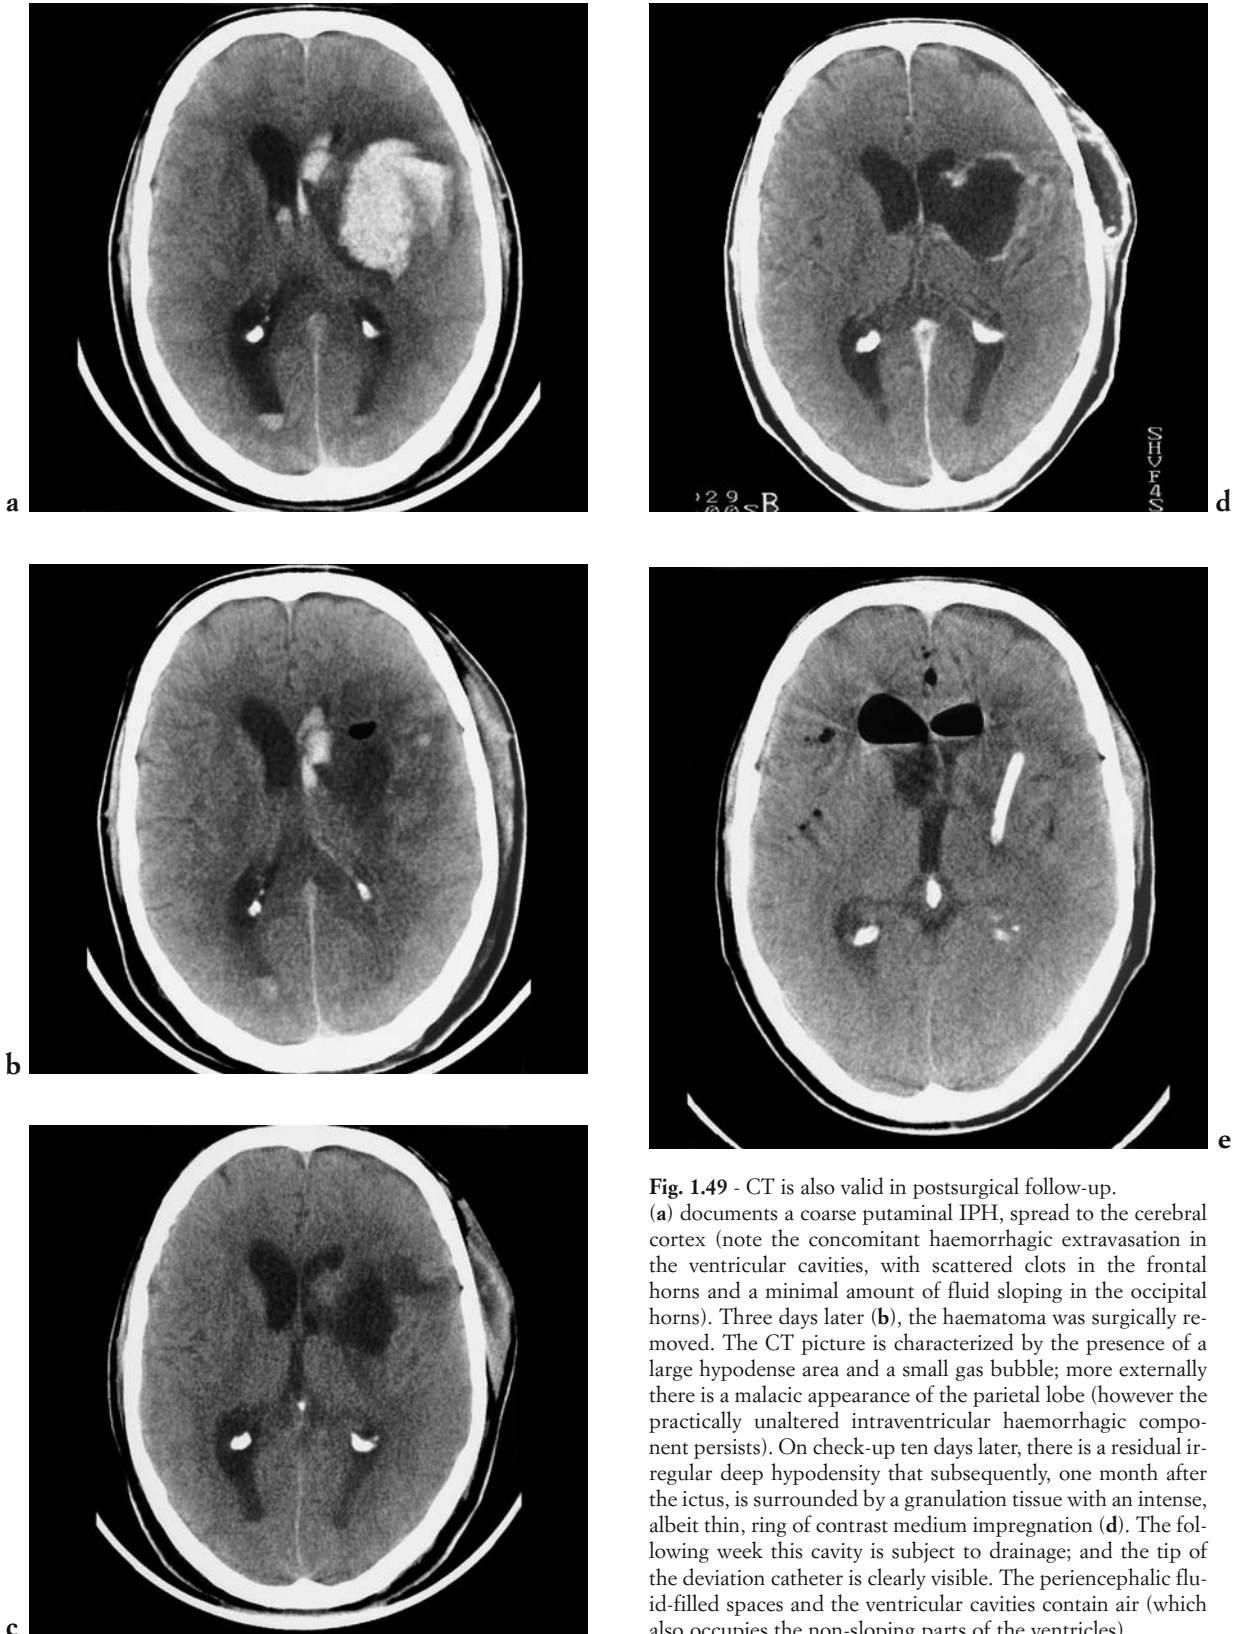 a
SHVF4S
d
b
e
c
Fig. 1.49 - CT is also valid in postsurgical follow-up.
(a) documents a coarse putaminal IPH, spread to the cerebral
cortex (note the concomitant haemorrhagic extravasation in
the ventricular cavities, with scattered clots in the frontal
horns and a minimal amount of fluid sloping in the occipital
horns). Three days later (b), the haematoma was surgically re-
moved. The CT picture is characterized by the presence of a
large hypodense area and a small gas bubble; more externally
there is a malacic appearance of the parietal lobe (however the
practically unaltered intraventricular haemorrhagic compo-
nent persists). On check-up ten days later, there is a residual ir-
regular deep hypodensity that subsequently, one month after
the ictus, is surrounded by a granulation tissue with an intense,
albeit thin, ring of contrast medium impregnation (d). The fol-
lowing week this cavity is subject to drainage; and the tip of
the deviation catheter is clearly visible. The periencephalic flu-
id-filled spaces and the ventricular cavities contain air (which
also occupies the non-sloping parts of the ventricles)